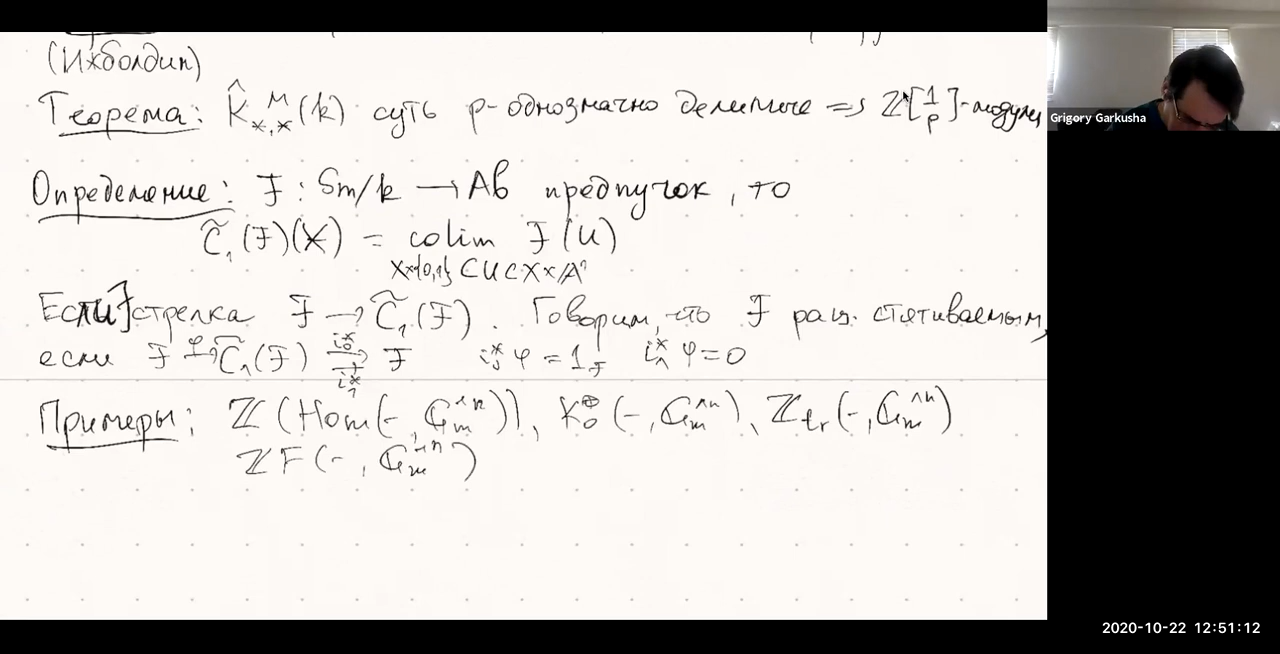 (Ижболдин)
Теорема: K̂^M_{*,*}(k) суть p-однозначно делимые => Z[1/p]-модули
Grigory Garkusha
Определение: F : Sm/k → Ab предпучок, то
C̃₁(F)(X) = colim F(U)
X×{0,1} ⊂ U ⊂ X×A¹
Если ∃ стрелка F → C̃₁(F). Говорим, что F рац. стягиваемый,
если F →^φ C̃₁(F) ⇉ F i₀* φ = 1_F i₁* φ = 0
i₀*
i₁*
Примеры: Z(Hom(-, G_m^{∧n})), K₀^⊕(-, G_m^{∧n}), Z_tr(-, G_m^{∧n})
ZF(-, G_m^{∧n})
2020-10-22 12:51:12